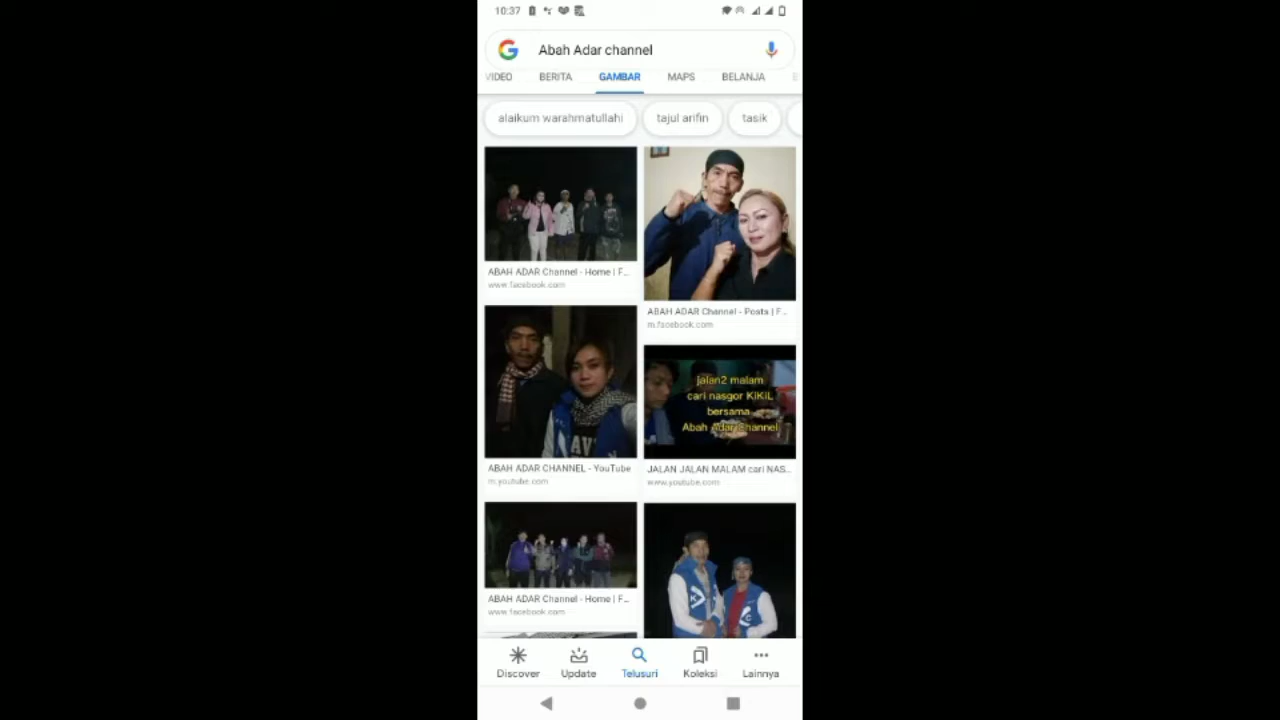 10:37
Abah Adar channel
VIDEO
BERITA
GAMBAR
MAPS
BELANJA
alaikum warahmatullahi
tajul arifin
tasik
ABAH ADAR Channel - Home | F...
www.facebook.com
ABAH ADAR Channel - Posts | F...
m.facebook.com
jalan2 malam
cari nasgor KIKIL
bersama
Abah Adar Channel
ABAH ADAR CHANNEL - YouTube
m.youtube.com
JALAN JALAN MALAM cari NAS...
www.youtube.com
ABAH ADAR Channel - Home | F...
www.facebook.com
Discover
Update
Telusuri
Koleksi
Lainnya